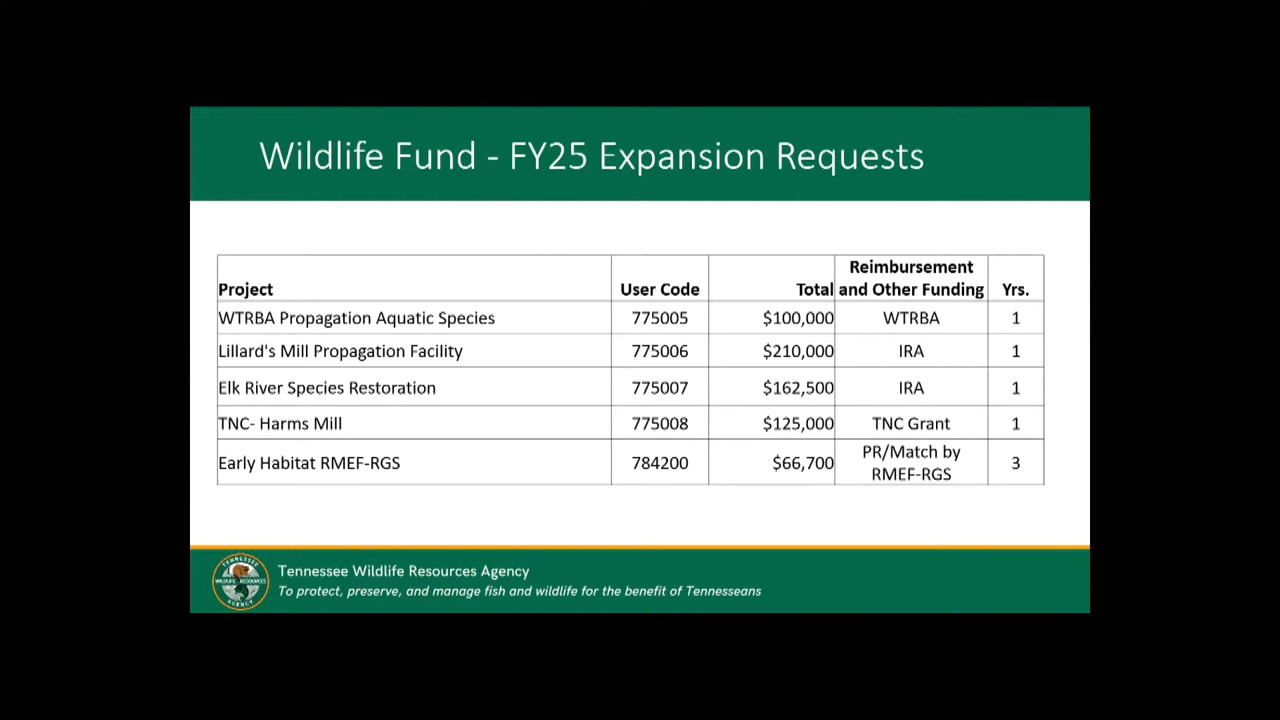 Wildlife Fund - FY25 Expansion Requests
Reimbursement
Project User Code Total and Other Funding Yrs.
WTRBA Propagation Aquatic Species 775005 $100,000 WTRBA 1
Lillard's Mill Propagation Facility 775006 $210,000 IRA 1
Elk River Species Restoration 775007 $162,500 IRA 1
TNC- Harms Mill 775008 $125,000 TNC Grant 1
PR/Match by
Early Habitat RMEF-RGS 784200 $66,700 3
RMEF-RGS
TENNESSEE
WILDLIFE RESOURCES
AGENCY
Tennessee Wildlife Resources Agency
To protect, preserve, and manage fish and wildlife for the benefit of Tennesseans